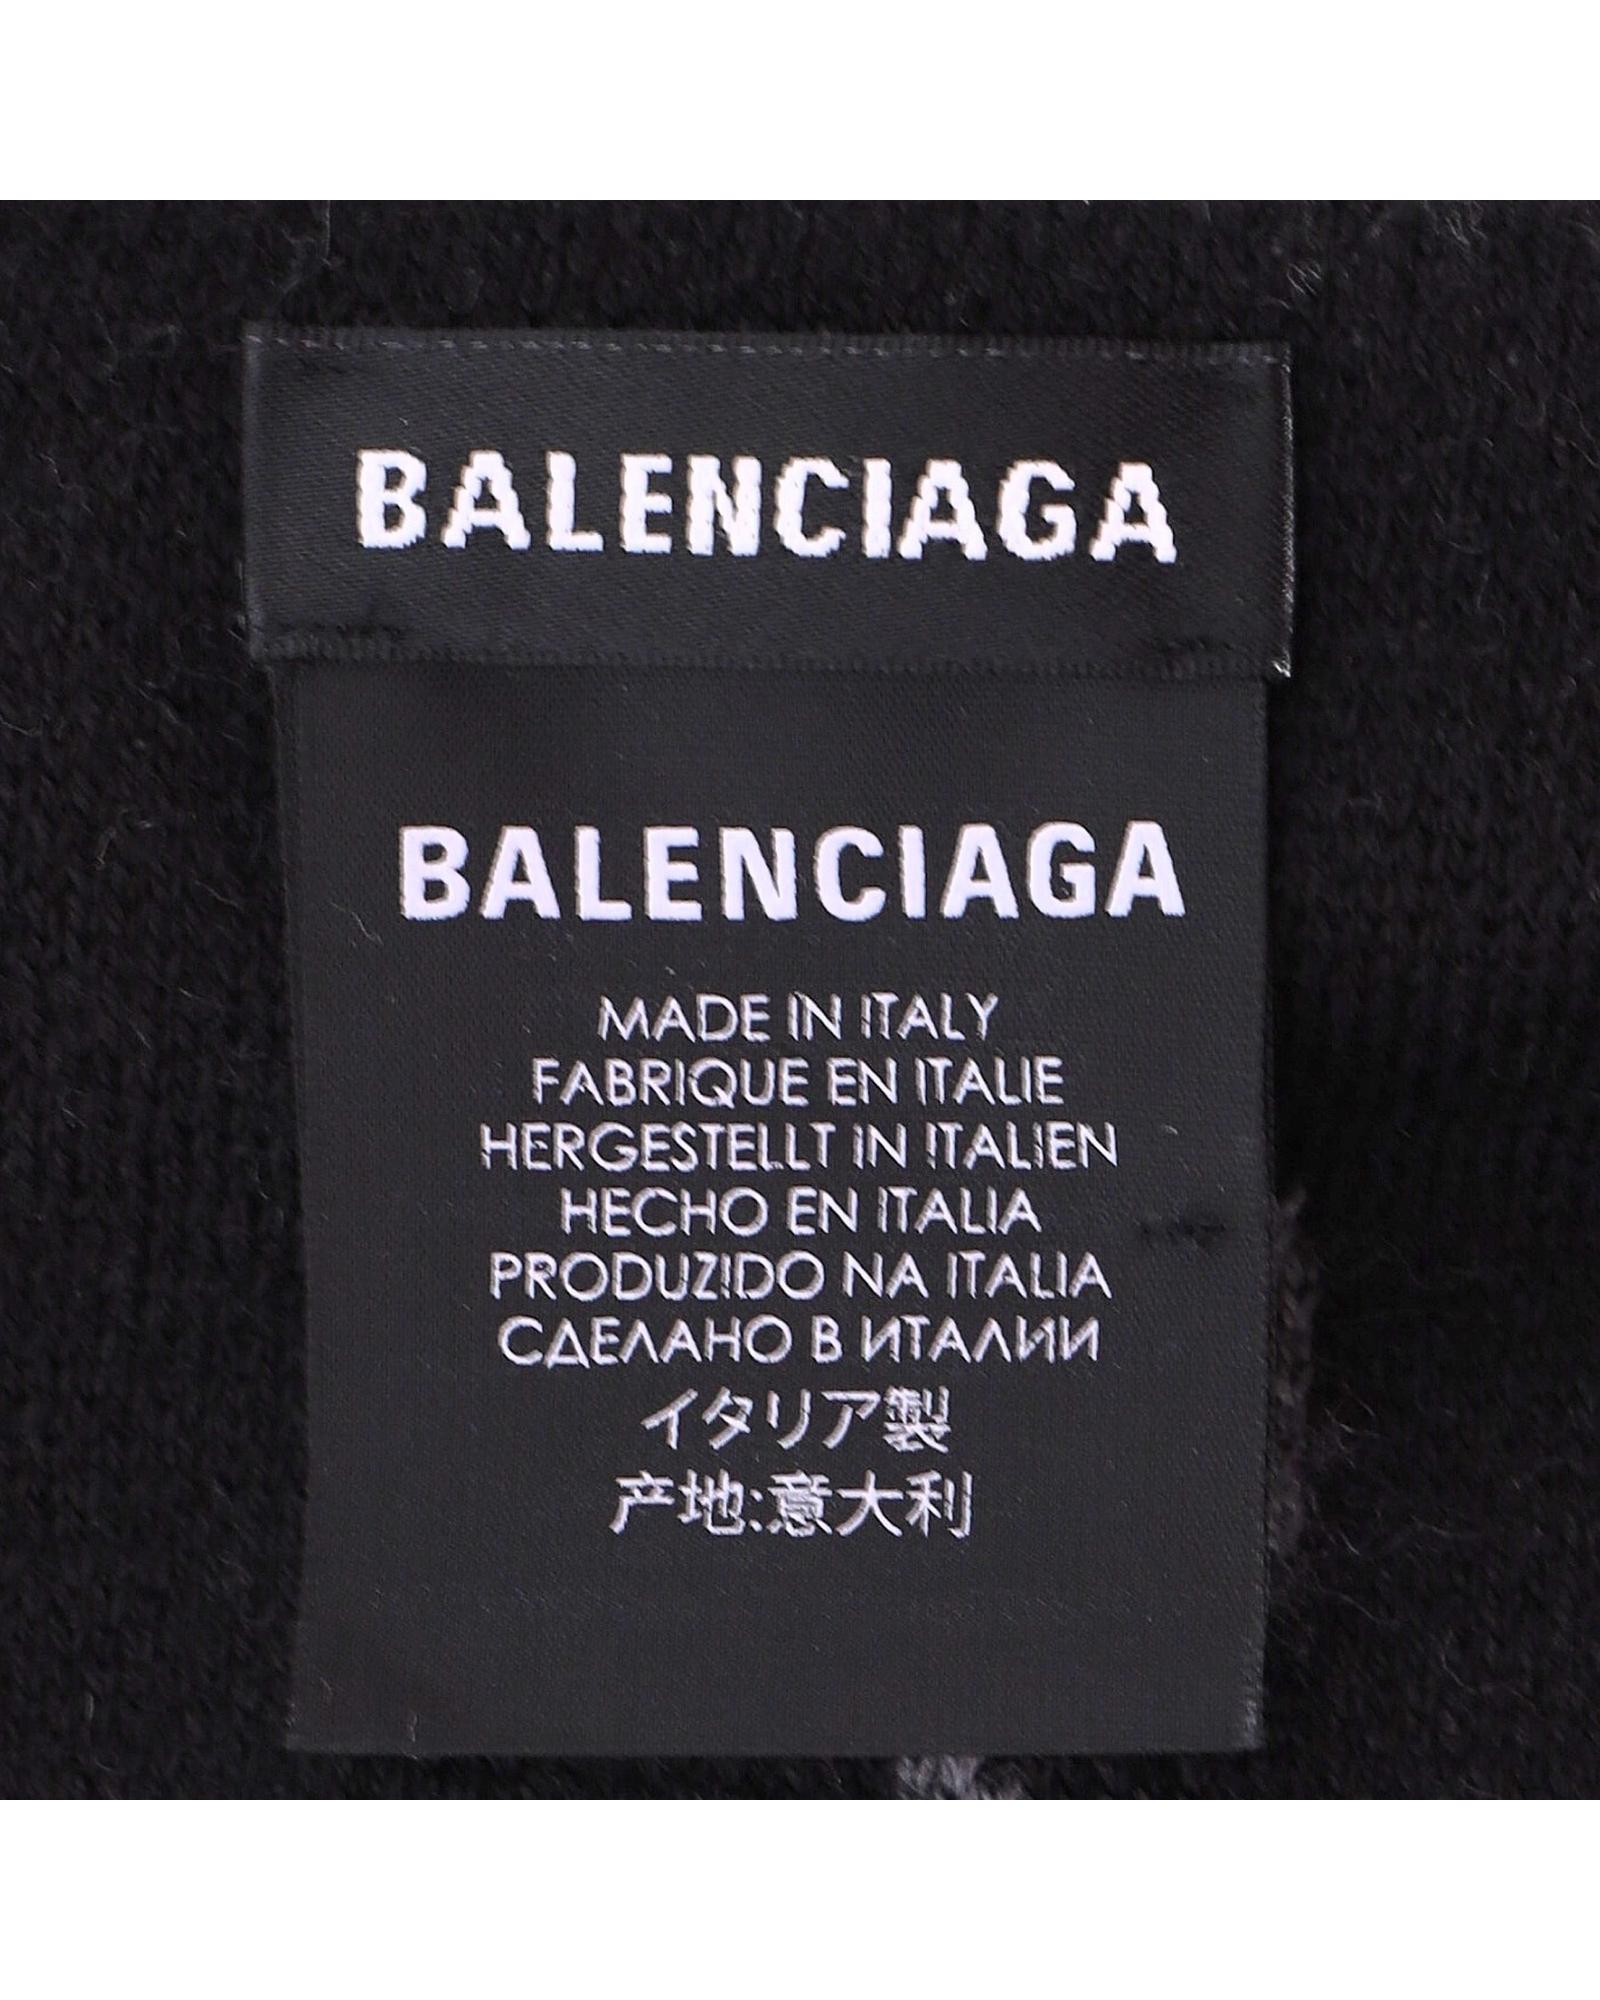 BALENCIAGA
BALENCIAGA
MADE IN ITALY
FABRIQUE EN ITALIE
HERGESTELLT IN ITALIEN
HECHO EN ITALIA
PRODUZIDO NA ITALIA
СДЕЛАНО В ИТАЛИИ
イタリア製
产地:意大利